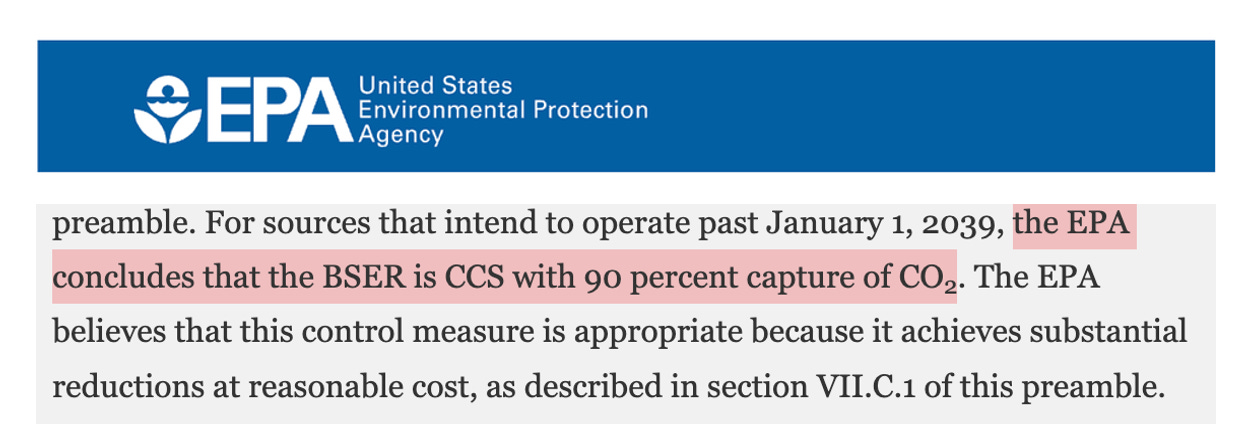 EPA United States
Environmental Protection
Agency
preamble. For sources that intend to operate past January 1, 2039, the EPA
concludes that the BSER is CCS with 90 percent capture of CO₂. The EPA
believes that this control measure is appropriate because it achieves substantial
reductions at reasonable cost, as described in section VII.C.1 of this preamble.